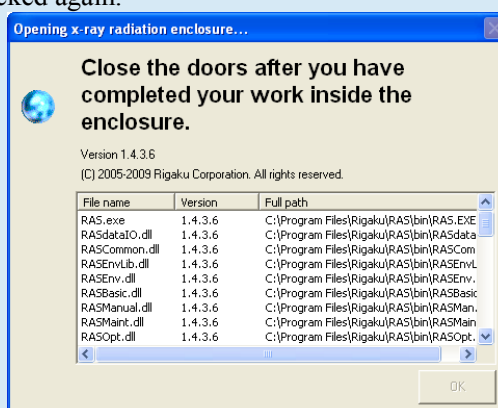 cked again.
Opening x-ray radiation enclosure...
Close the doors after you have
completed your work inside the
enclosure.
Version 1.4.3.6
(C) 2005-2009 Rigaku Corporation. All rights reserved.
File name Version Full path
RAS.exe 1.4.3.6 C:\Program Files\Rigaku\RAS\bin\RAS.EXE
RASdataIO.dll 1.4.3.6 C:\Program Files\Rigaku\RAS\bin\RASdata
RASCommon.dll 1.4.3.6 C:\Program Files\Rigaku\RAS\bin\RASCom
RASEnvLib.dll 1.4.3.6 C:\Program Files\Rigaku\RAS\bin\RASEnvL
RASEnv.dll 1.4.3.6 C:\Program Files\Rigaku\RAS\bin\RASEnv.
RASBasic.dll 1.4.3.6 C:\Program Files\Rigaku\RAS\bin\RASBasic
RASManual.dll 1.4.3.6 C:\Program Files\Rigaku\RAS\bin\RASMan.
RASMaint.dll 1.4.3.6 C:\Program Files\Rigaku\RAS\bin\RASMain
RASOpt.dll 1.4.3.6 C:\Program Files\Rigaku\RAS\bin\RASOpt.
OK